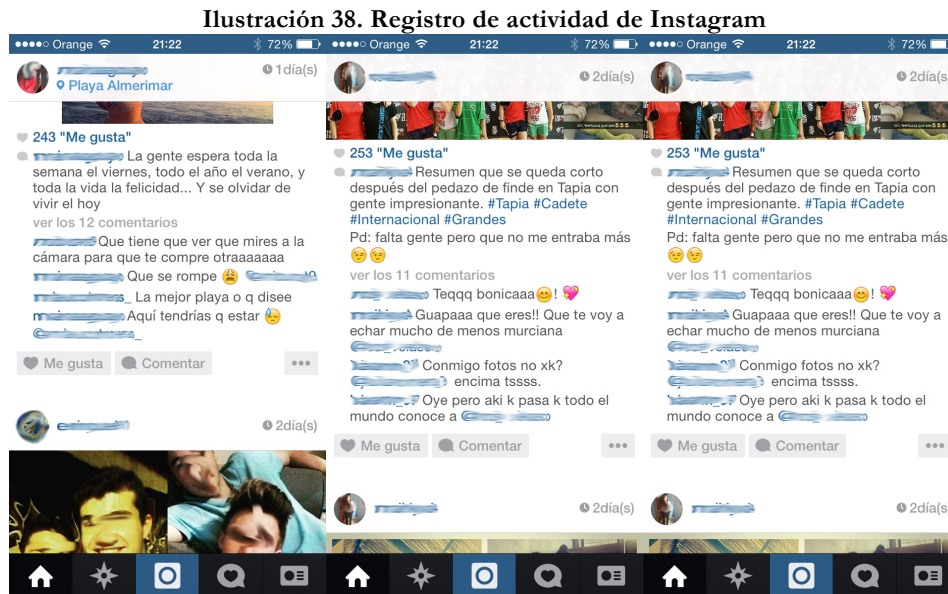 Ilustración 38. Registro de actividad de Instagram
Orange 21:22 72%
1día(s)
Playa Almerimar
243 "Me gusta"
La gente espera toda la
semana el viernes, todo el año el verano, y
toda la vida la felicidad... Y se olvidar de
vivir el hoy
ver los 12 comentarios
Que tiene que ver que mires a la
cámara para que te compre otraaaaaaa
Que se rompe 😩
La mejor playa o q disee
Aquí tendrías q estar 😓
Me gusta Comentar
2día(s)
Orange 21:22 72%
2día(s)
253 "Me gusta"
Resumen que se queda corto
después del pedazo de finde en Tapia con
gente impresionante. #Tapia #Cadete
#Internacional #Grandes
Pd: falta gente pero que no me entraba más
😉😉
ver los 11 comentarios
Teqqq bonicaaa😊! 💖
Guapaaa que eres!! Que te voy a
echar mucho de menos murciana
Conmigo fotos no xk?
encima tssss.
Oye pero aki k pasa k todo el
mundo conoce a
Me gusta Comentar
2día(s)
Orange 21:22 72%
2día(s)
253 "Me gusta"
Resumen que se queda corto
después del pedazo de finde en Tapia con
gente impresionante. #Tapia #Cadete
#Internacional #Grandes
Pd: falta gente pero que no me entraba más
😉😉
ver los 11 comentarios
Teqqq bonicaaa😊! 💖
Guapaaa que eres!! Que te voy a
echar mucho de menos murciana
Conmigo fotos no xk?
encima tssss.
Oye pero aki k pasa k todo el
mundo conoce a
Me gusta Comentar
2día(s)